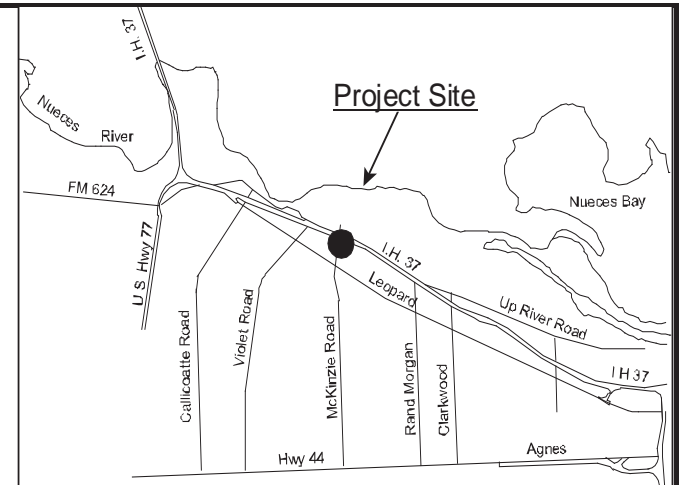 I.H. 37
Project Site
Nueces
River
Nueces Bay
FM 624
U S Hwy 77
I.H. 37
Leopard
Up River Road
Callicoatte Road
Violet Road
McKinzie Road
Rand Morgan
Clarkwood
I H 37
Agnes
Hwy 44